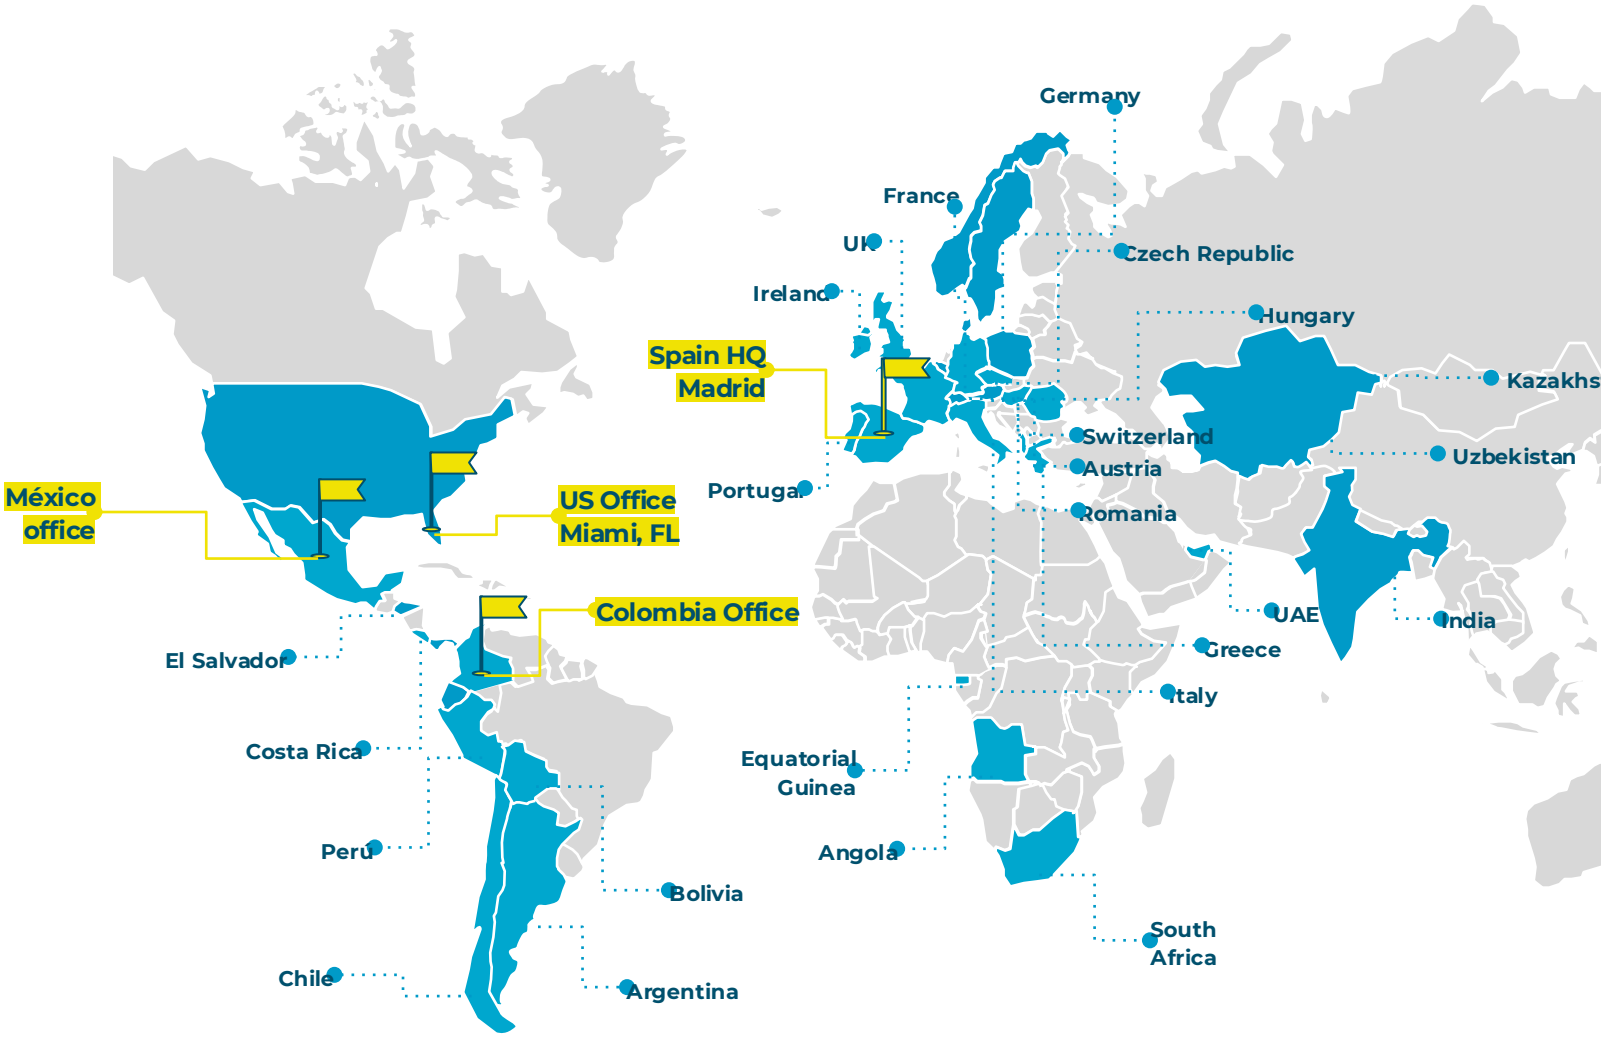 Germany
France
UK
Czech Republic
Ireland
Hungary
Spain HQ
Madrid
Kazakhs
Switzerland
Uzbekistan
Austria
México
office
US Office
Miami, FL
Portugal
Romania
Colombia Office
UAE
India
El Salvador
Greece
Italy
Costa Rica
Equatorial
Guinea
Perú
Angola
Bolivia
South
Africa
Chile
Argentina